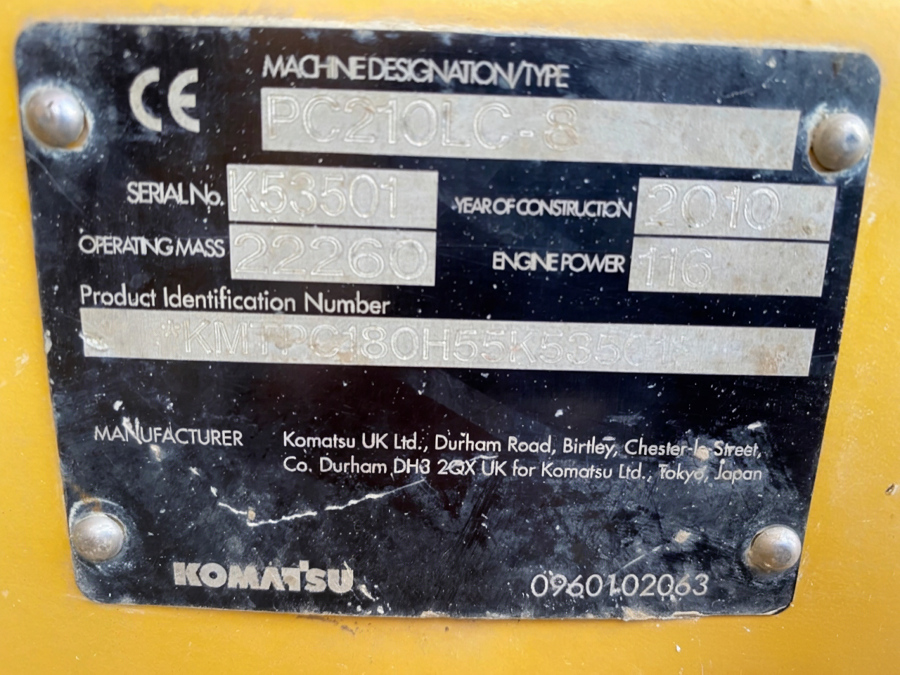 CE
MACHINE DESIGNATION/TYPE
PC210LC-8
SERIAL No. K53501 YEAR OF CONSTRUCTION 2010
OPERATING MASS 22260 ENGINE POWER 116
Product Identification Number
*KMTPC180H55K53501*
MANUFACTURER Komatsu UK Ltd., Durham Road, Birtley, Chester-le-Street,
Co. Durham DH3 2QX UK for Komatsu Ltd., Tokyo, Japan
KOMATSU 0960102063